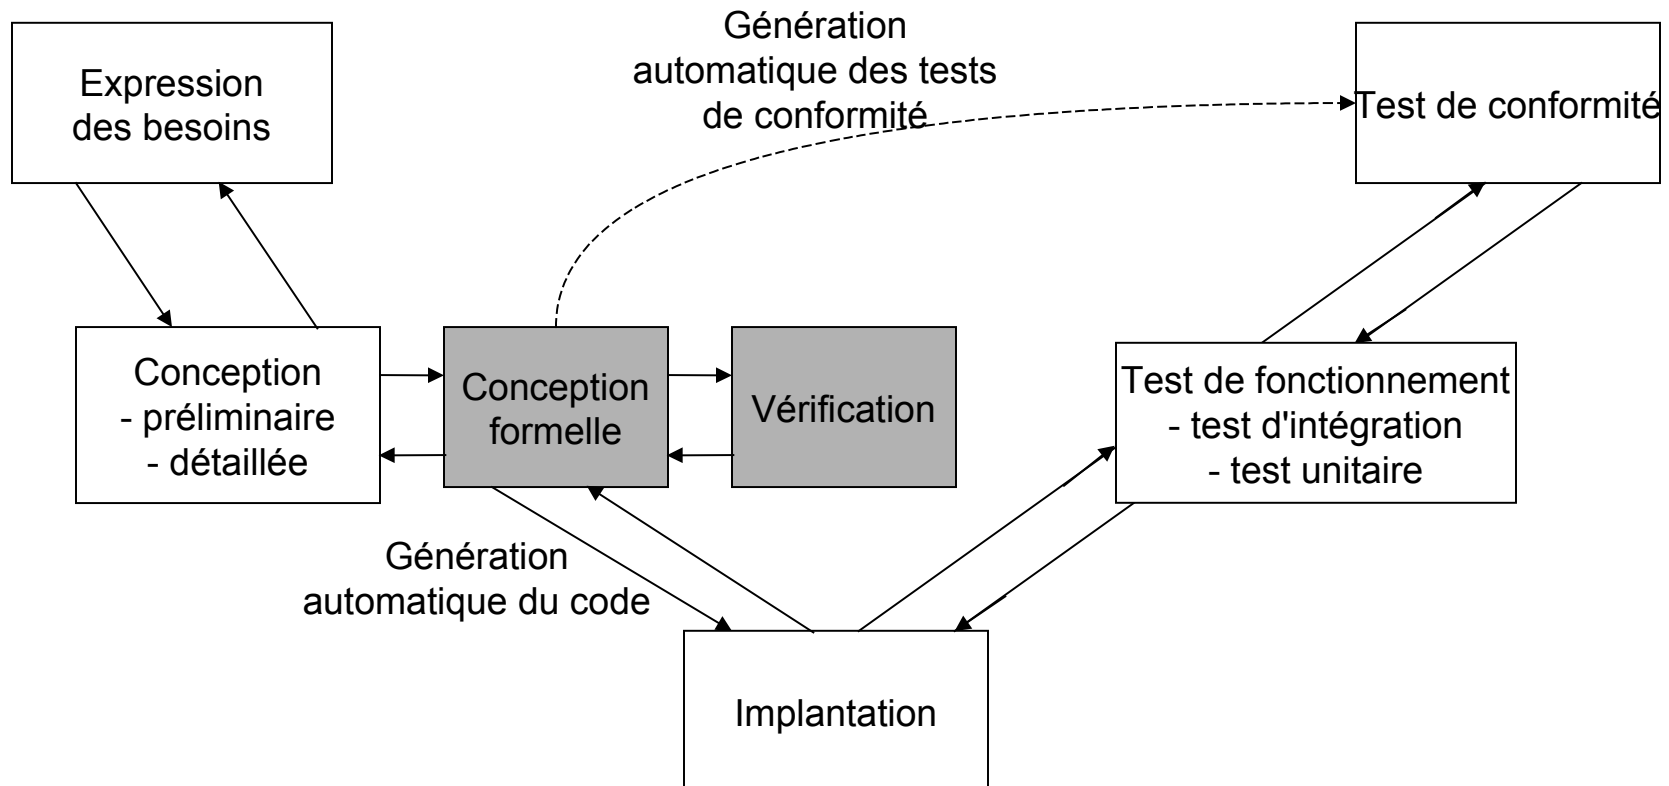 Expression
des besoins
Génération
automatique des tests
de conformité
Test de conformité
Conception
- préliminaire
- détaillée
Conception
formelle
Vérification
Test de fonctionnement
- test d'intégration
- test unitaire
Génération
automatique du code
Implantation